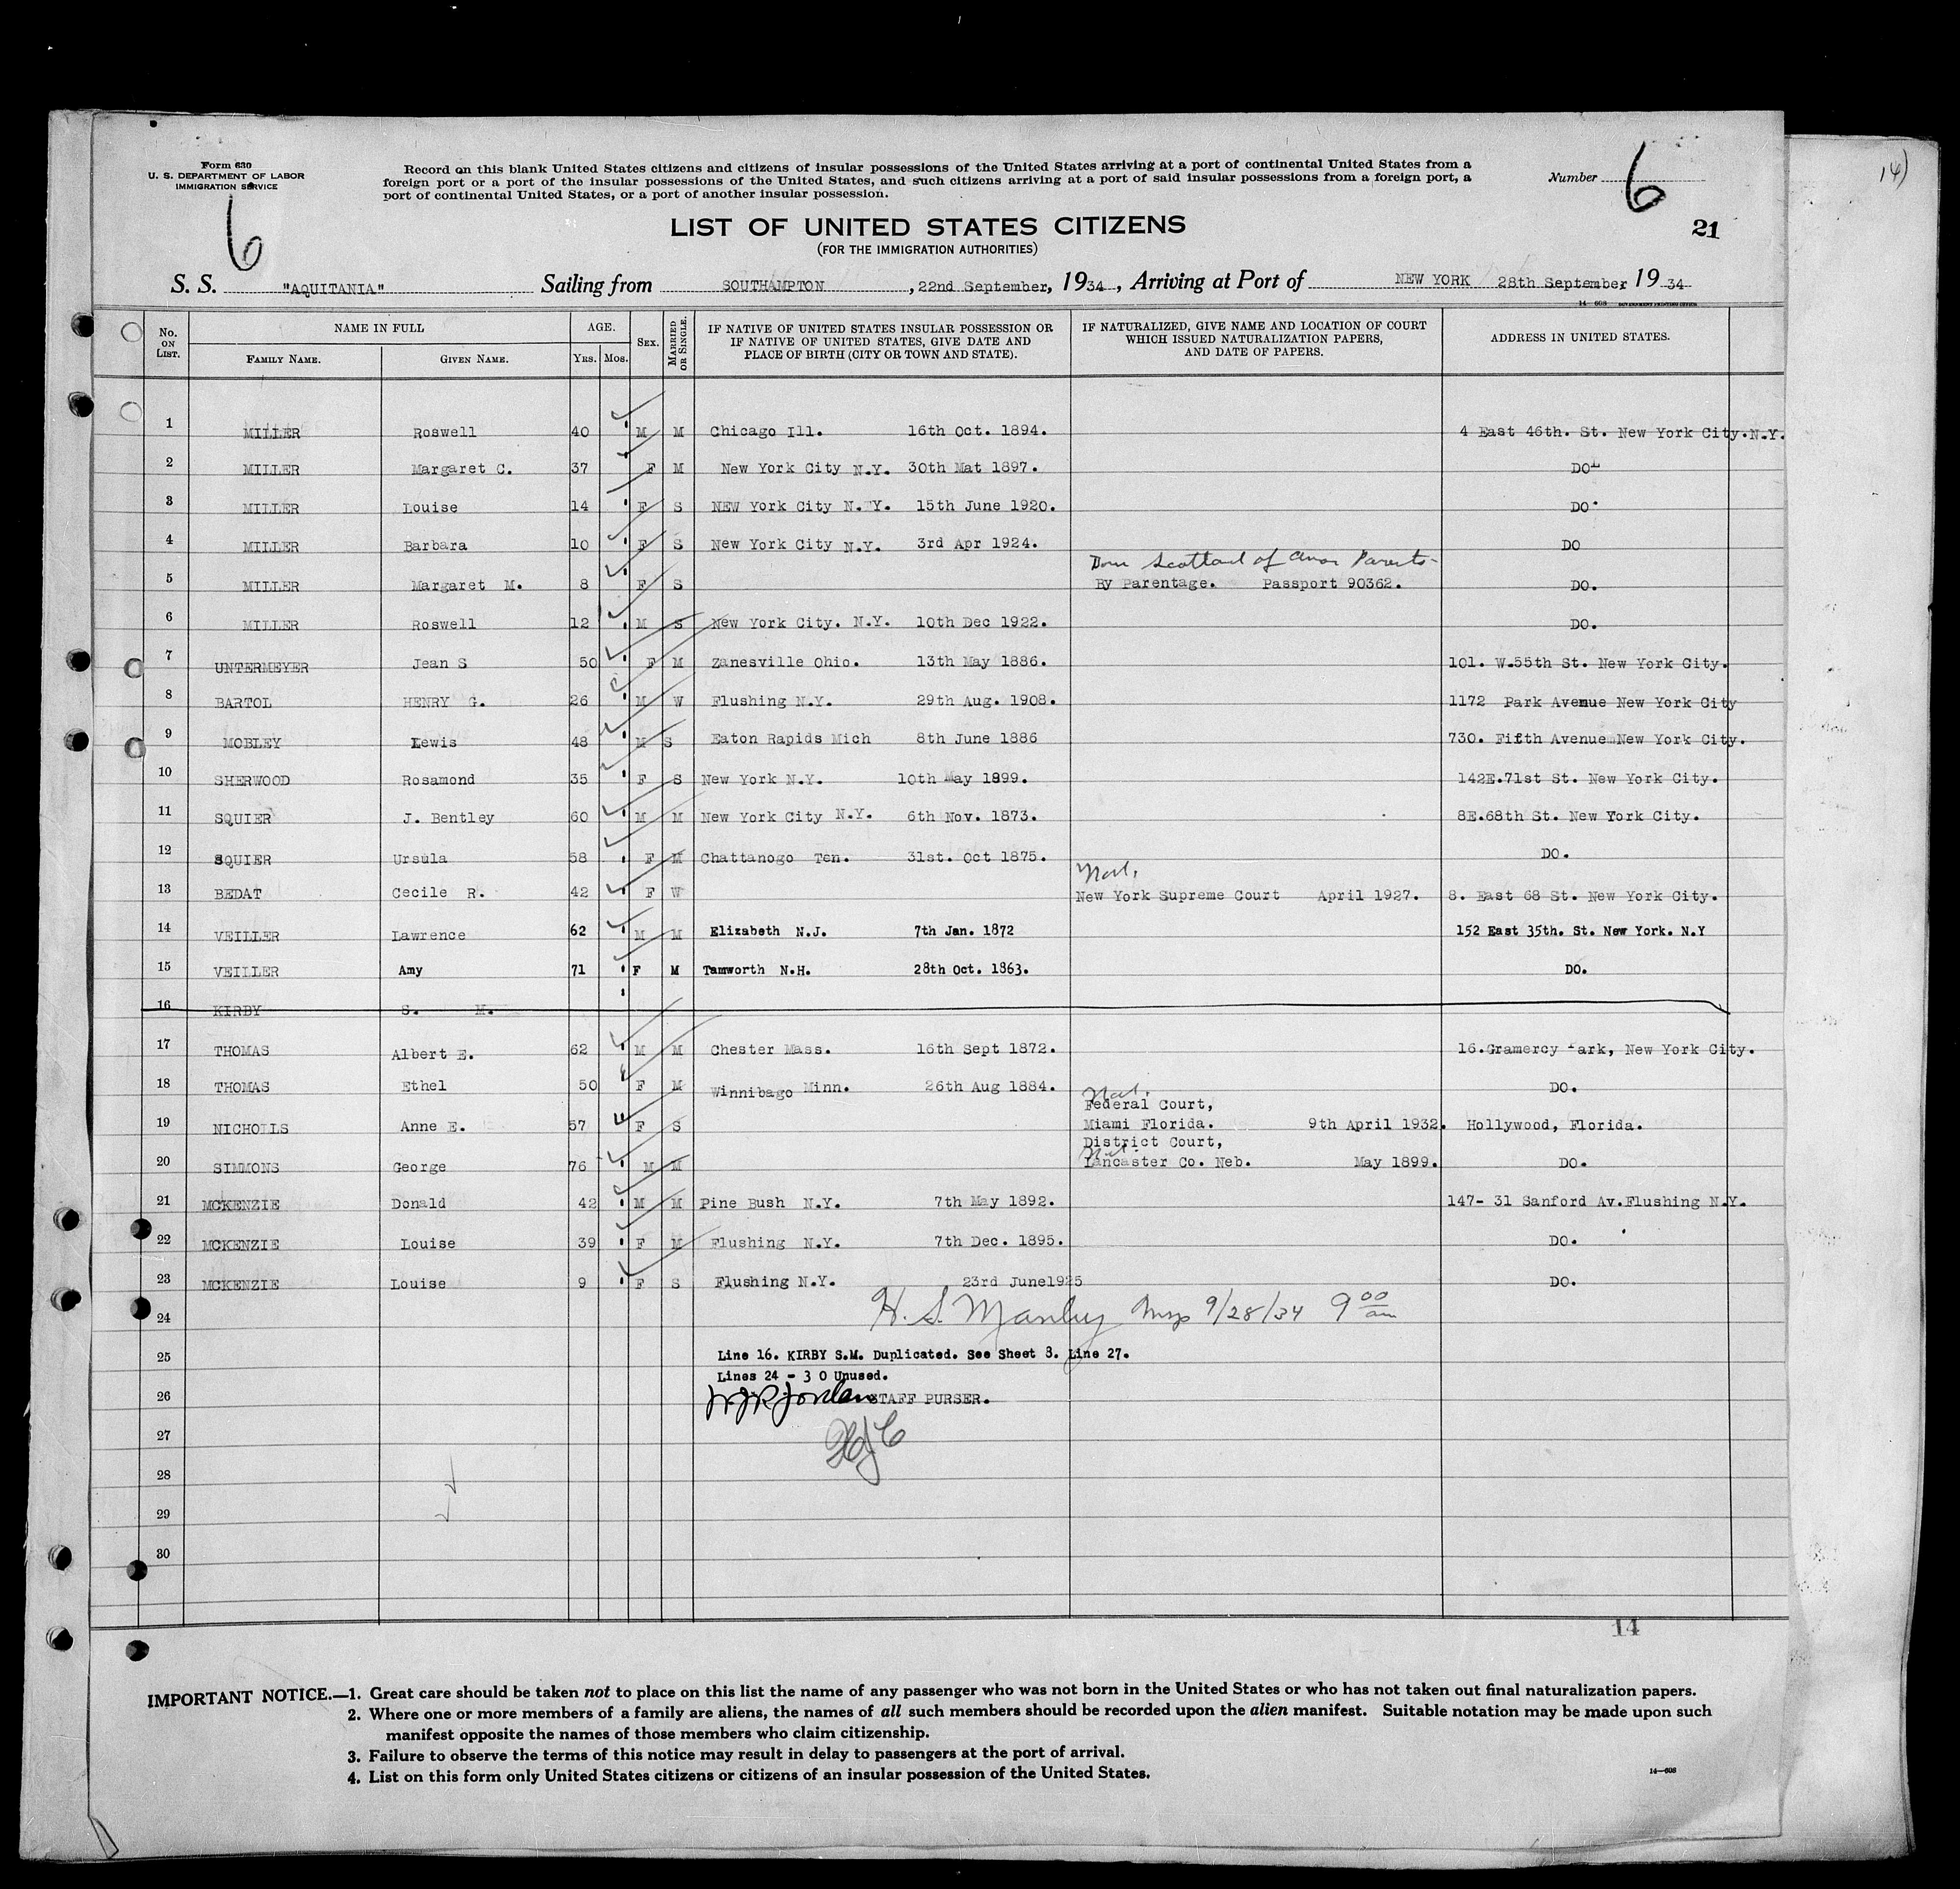 14)
Form 630
U. S. DEPARTMENT OF LABOR
IMMIGRATION SERVICE
6
Record on this blank United States citizens and citizens of insular possessions of the United States arriving at a port of continental United States from a
foreign port or a port of the insular possessions of the United States, and such citizens arriving at a port of said insular possessions from a foreign port, a
port of continental United States, or a port of another insular possession.
Number 6
21
LIST OF UNITED STATES CITIZENS
(FOR THE IMMIGRATION AUTHORITIES)
S. S. "AQUITANIA" Sailing from SOUTHAMPTON , 22nd September, 1934 , Arriving at Port of NEW YORK 28th September, 1934
14—608 GOVERNMENT PRINTING OFFICE
No. ON LIST. NAME IN FULL FAMILY NAME. GIVEN NAME. AGE. YRS. MOS. SEX. MARRIED OR SINGLE. IF NATIVE OF UNITED STATES INSULAR POSSESSION OR IF NATIVE OF UNITED STATES, GIVE DATE AND PLACE OF BIRTH (CITY OR TOWN AND STATE). IF NATURALIZED, GIVE NAME AND LOCATION OF COURT WHICH ISSUED NATURALIZATION PAPERS, AND DATE OF PAPERS. ADDRESS IN UNITED STATES.
1 MILLER Roswell 40 M M Chicago Ill. 16th Oct. 1894. 4 East 46th. St. New York City.N.Y.
2 MILLER Margaret C. 37 F M New York City N.Y. 30th Mat 1897. DO
3 MILLER Louise 14 F S NEW York City N.Y. 15th June 1920. DO
4 MILLER Barbara 10 F S New York City N.Y. 3rd Apr 1924. DO
Scotland of Parents
5 MILLER Margaret M. 8 F S By Parentage. Passport 90362. DO.
6 MILLER Roswell 12 M S New York City. N.Y. 10th Dec 1922. DO.
7 UNTERMEYER Jean S 50 F M Zanesville Ohio. 13th May 1886. 101. W.55th St. New York City.
8 BARTOL HENRY G. 26 M W Flushing N.Y. 29th Aug. 1908. 1172 Park Avenue New York City
9 MOBLEY Lewis 48 M S Eaton Rapids Mich 8th June 1886 730. Fifth Avenue New York City.
10 SHERWOOD Rosamond 35 F S New York N.Y. 10th May 1899. 142E.71st St. New York City.
11 SQUIER J. Bentley 60 M M New York City N.Y. 6th Nov. 1873. 8E.68th St. New York City.
12 SQUIER Ursula 58 F M Chattanogo Ten. 31st. Oct 1875. DO.
Nat.
13 BEDAT Cecile R. 42 F W New York Supreme Court April 1927. 8. East 68 St. New York City.
14 VEILLER Lawrence 62 M M Elizabeth N.J. 7th Jan. 1872 152 East 35th. St. New York. N.Y
15 VEILLER Amy 71 F M Tamworth N.H. 28th Oct. 1863. DO.
16 KIRBY S. M.
17 THOMAS Albert E. 62 M M Chester Mass. 16th Sept 1872. 16.Gramercy Park, New York City.
18 THOMAS Ethel 50 F M Winnibago Minn. 26th Aug 1884. DO.
Nat.
Federal Court,
19 NICHOLLS Anne E. 57 F S Miami Florida. 9th April 1932. Hollywood, Florida.
District Court,
Nat.
20 SIMMONS George 76 M M Lancaster Co. Neb. May 1899. DO.
21 MCKENZIE Donald 42 M M Pine Bush N.Y. 7th May 1892. 147- 31 Sanford Av.Flushing N.Y.
22 MCKENZIE Louise 39 F M Flushing N.Y. 7th Dec. 1895. DO.
23 MCKENZIE Louise 9 F S Flushing N.Y. 23rd June1925 DO.
24 H. S. Manley 9/28/34 9 00 am
25 Line 16. KIRBY S.M. Duplicated. See Sheet 8. Line 27.
Lines 24 - 30 Unused.
26 STAFF PURSER.
27
28
29
30
14
IMPORTANT NOTICE.—1. Great care should be taken not to place on this list the name of any passenger who was not born in the United States or who has not taken out final naturalization papers.
2. Where one or more members of a family are aliens, the names of all such members should be recorded upon the alien manifest. Suitable notation may be made upon such
manifest opposite the names of those members who claim citizenship.
3. Failure to observe the terms of this notice may result in delay to passengers at the port of arrival.
4. List on this form only United States citizens or citizens of an insular possession of the United States.
14—608